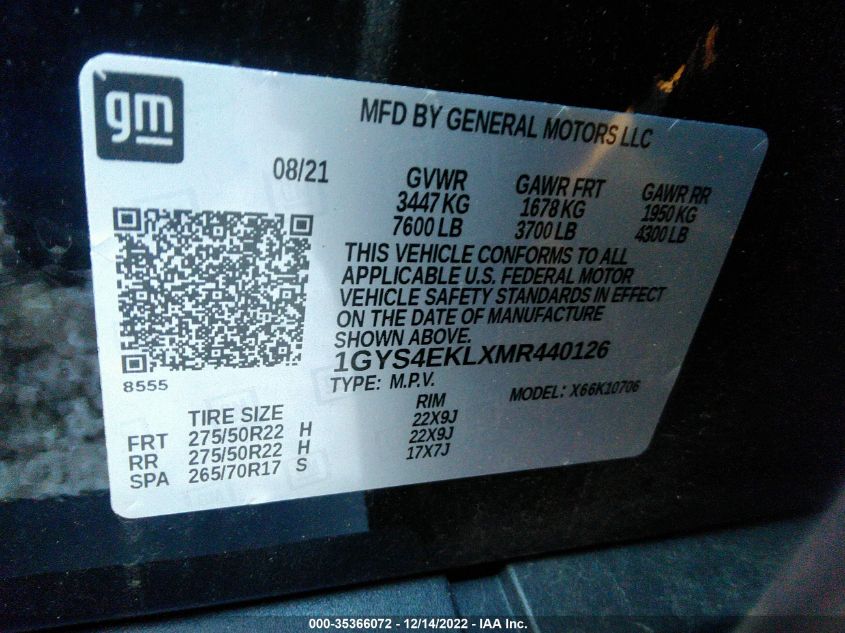 gm
MFD BY GENERAL MOTORS LLC
08/21 GVWR GAWR FRT GAWR RR
3447 KG 1678 KG 1950 KG
7600 LB 3700 LB 4300 LB
THIS VEHICLE CONFORMS TO ALL
APPLICABLE U.S. FEDERAL MOTOR
VEHICLE SAFETY STANDARDS IN EFFECT
ON THE DATE OF MANUFACTURE
SHOWN ABOVE.
1GYS4EKLXMR440126
8555 TYPE: M.P.V. MODEL: X66K10706
TIRE SIZE RIM
FRT 275/50R22 H 22X9J
RR 275/50R22 H 22X9J
SPA 265/70R17 S 17X7J
000-35366072 - 12/14/2022 - IAA Inc.